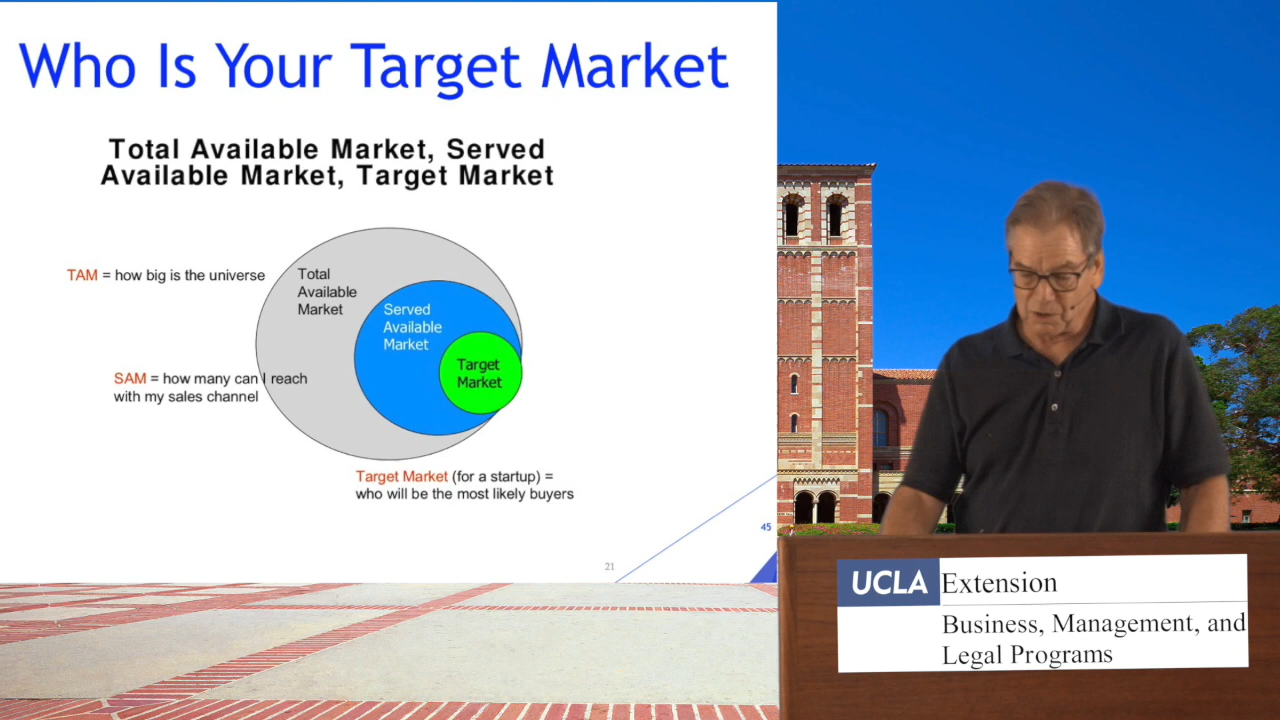 Who Is Your Target Market
Total Available Market, Served
Available Market, Target Market
TAM = how big is the universe
Total
Available
Market
Served
Available
Market
Target
Market
SAM = how many can I reach
with my sales channel
Target Market (for a startup) =
who will be the most likely buyers
45
21
UCLA Extension
Business, Management, and
Legal Programs